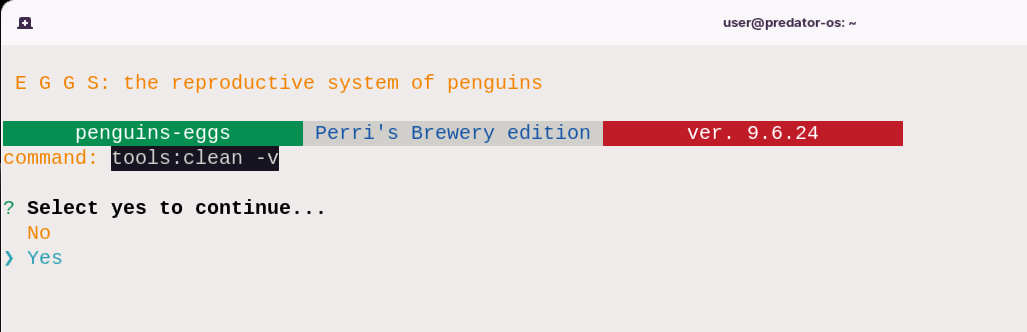 user@predator-os: ~
E G G S: the reproductive system of penguins
penguins-eggs Perri's Brewery edition ver. 9.6.24
command: tools:clean -v
? Select yes to continue...
No
❯ Yes